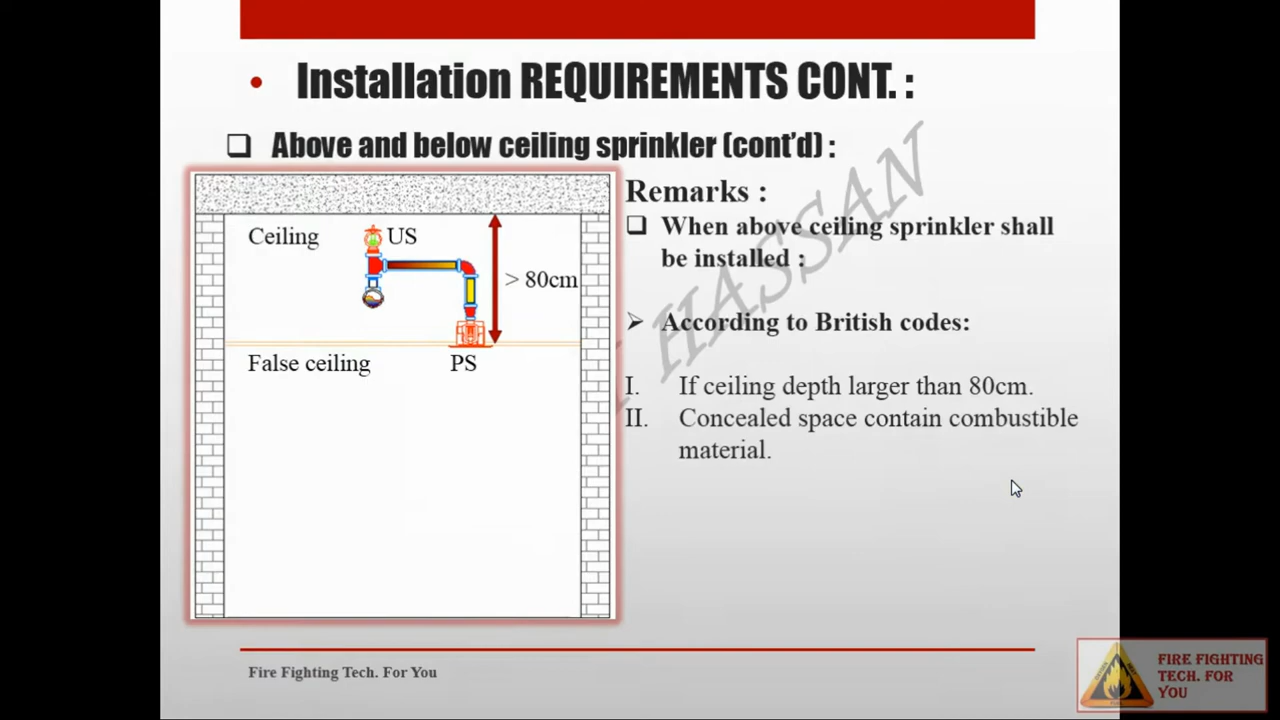 • Installation REQUIREMENTS CONT. :
❑ Above and below ceiling sprinkler (cont'd) :
Ceiling
US
> 80cm
False ceiling
PS
Remarks :
❑ When above ceiling sprinkler shall
be installed :
➢ According to British codes:
I. If ceiling depth larger than 80cm.
II. Concealed space contain combustible
material.
HASSAN
Fire Fighting Tech. For You
FIRE FIGHTING
TECH. FOR
YOU